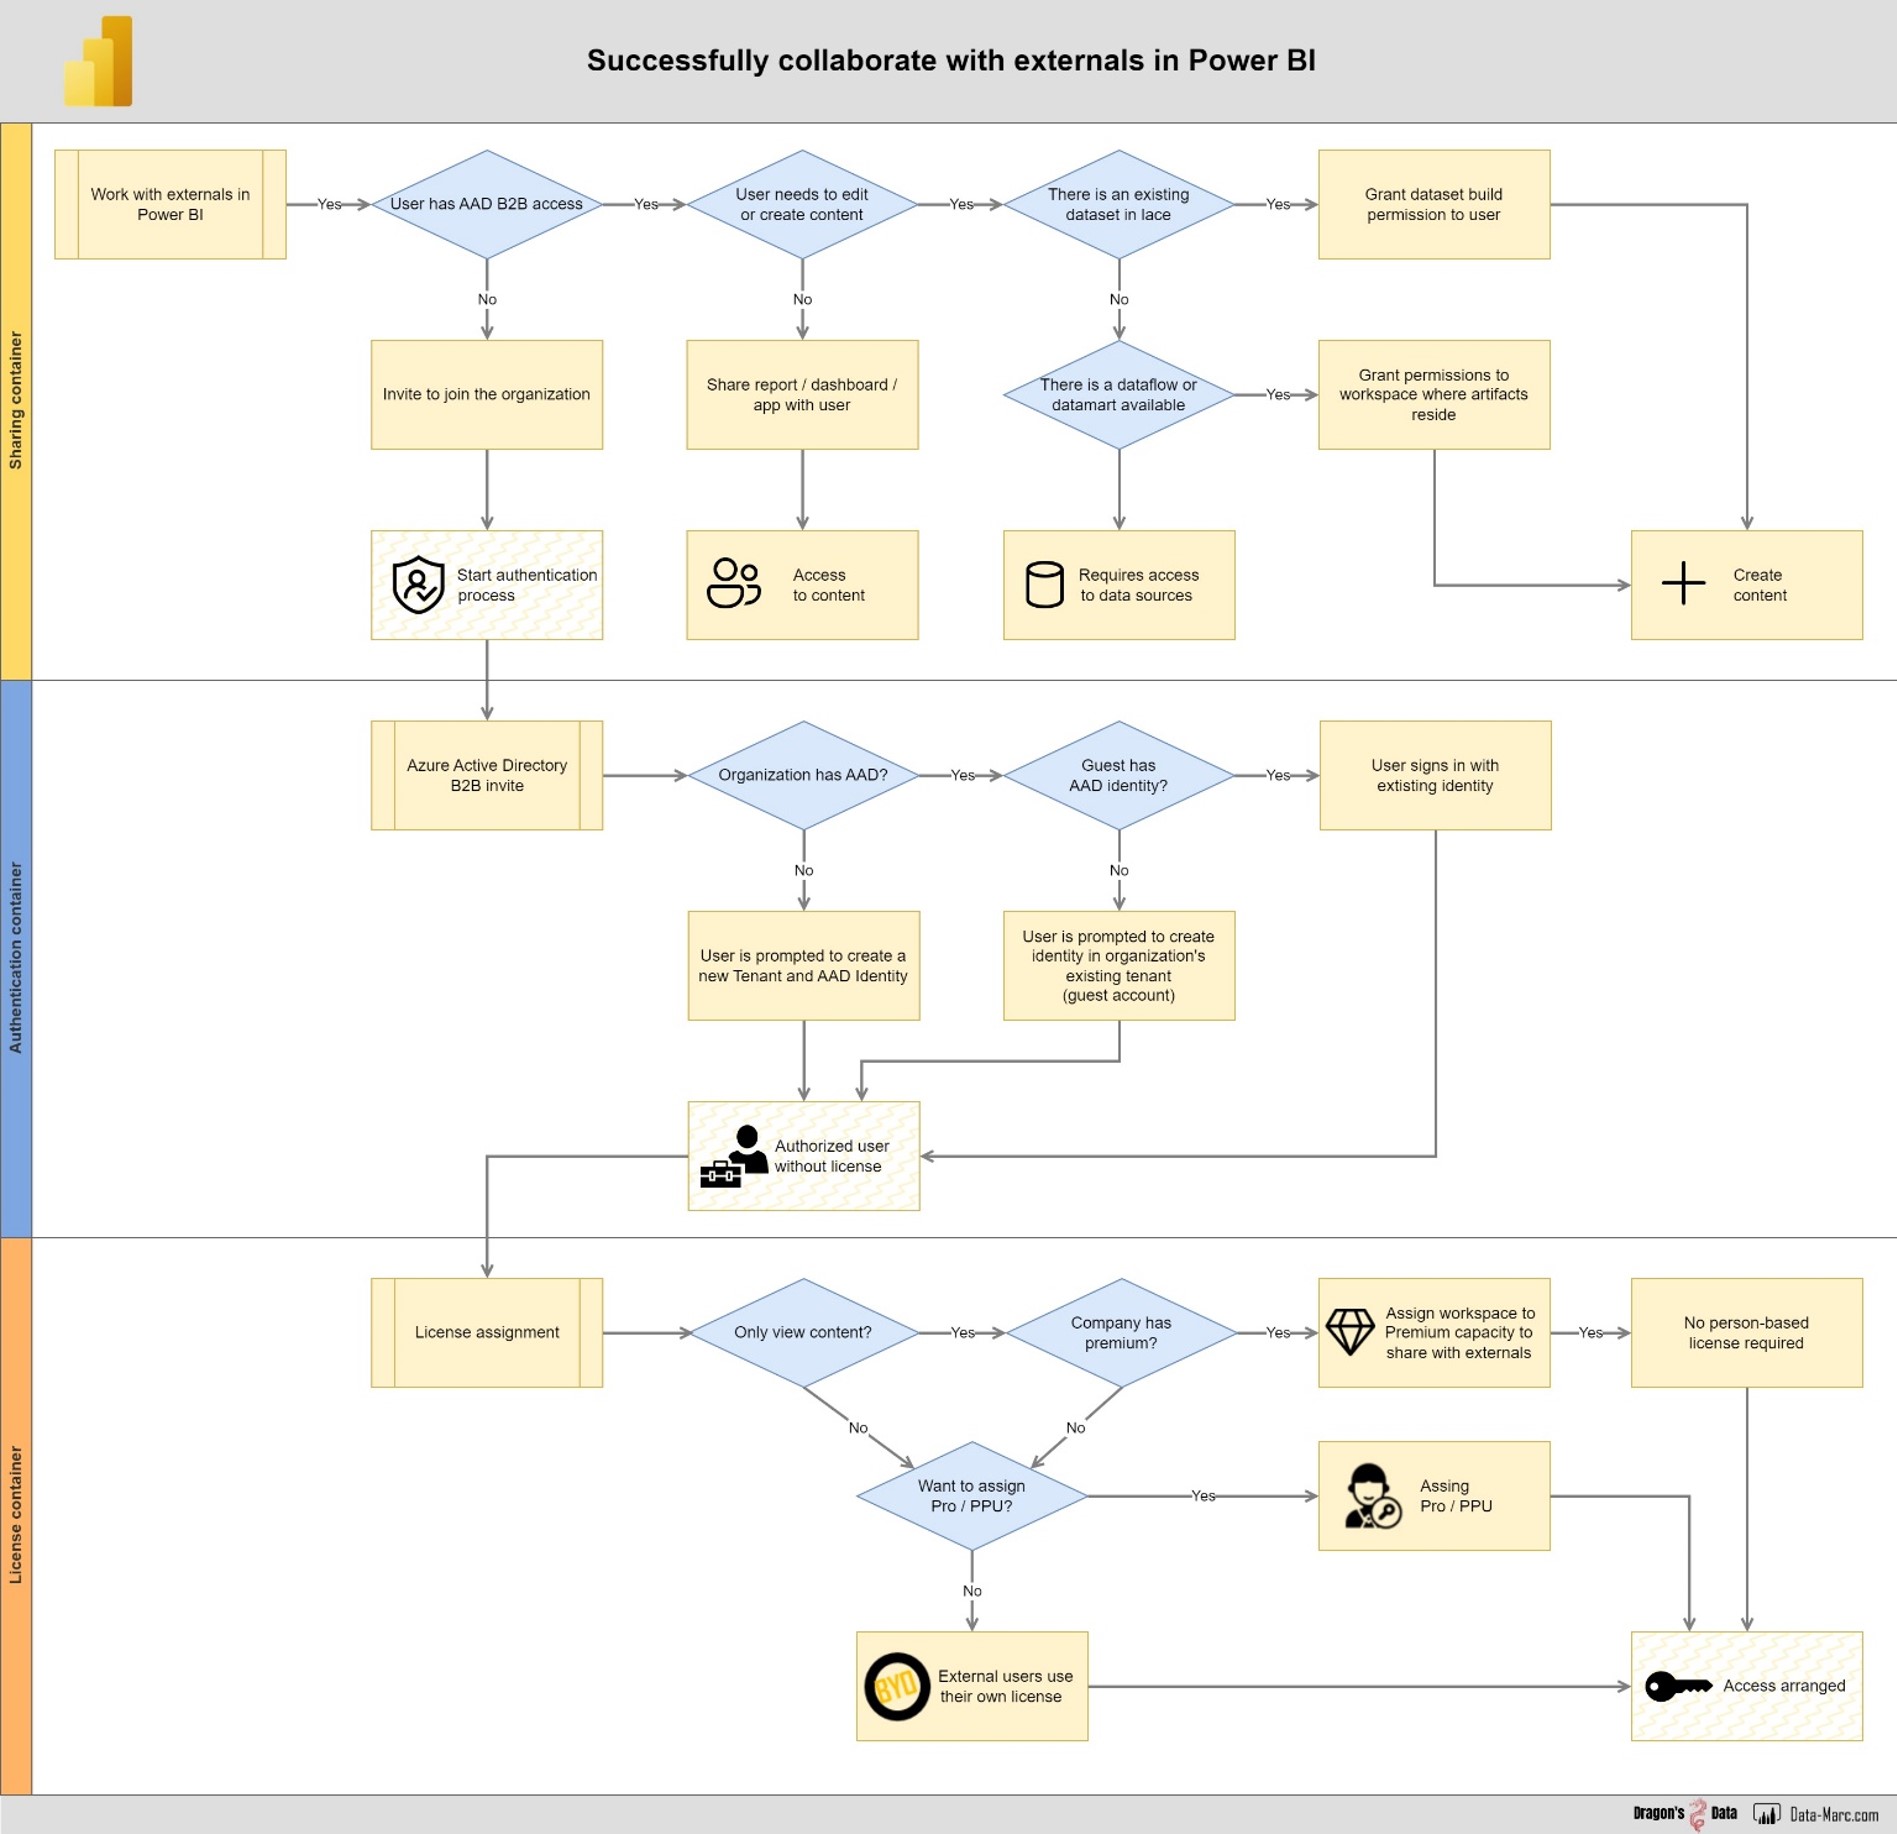 Successfully collaborate with externals in Power BI
Sharing container
Work with externals in
Power BI
Yes
User has AAD B2B access
Yes
User needs to edit
or create content
Yes
There is an existing
dataset in lace
Yes
Grant dataset build
permission to user
No
No
No
Invite to join the organization
Share report / dashboard /
app with user
There is a dataflow or
datamart available
Yes
Grant permissions to
workspace where artifacts
reside
Start authentication
process
Access
to content
Requires access
to data sources
Create
content
Authentication container
Azure Active Directory
B2B invite
Organization has AAD?
Yes
Guest has
AAD identity?
Yes
User signs in with
extisting identity
No
No
User is prompted to create a
new Tenant and AAD Identity
User is prompted to create
identity in organization's
existing tenant
(guest account)
Authorized user
without license
License container
License assignment
Only view content?
Yes
Company has
premium?
Yes
Assign workspace to
Premium capacity to
share with externals
Yes
No person-based
license required
No
No
Want to assign
Pro / PPU?
Yes
Assing
Pro / PPU
No
BYO
External users use
their own license
Access arranged
Dragon's Data
Data-Marc.com